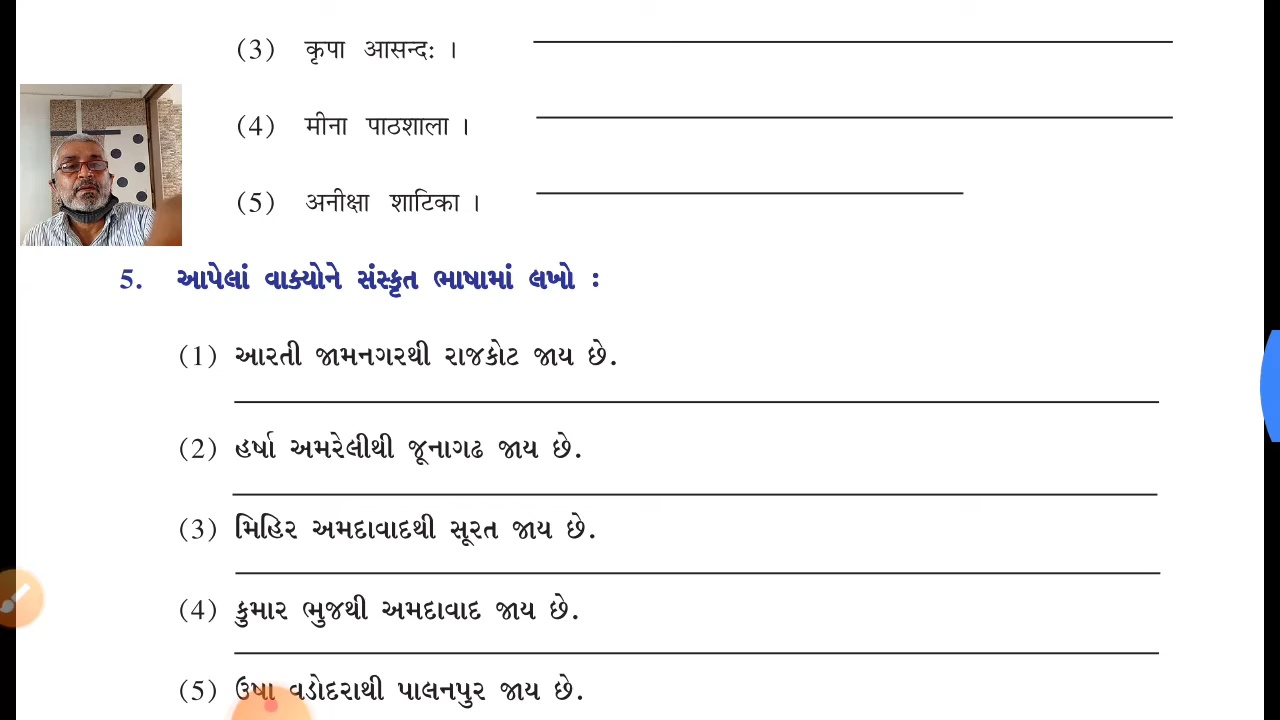 (3) कृपा आसन्दः ।
(4) मीना पाठशाला ।
(5) अनीक्षा शाटिका ।
5. આપેલાં વાક્યોને સંસ્કૃત ભાષામાં લખો :
(1) આરતી જામનગરથી રાજકોટ જાય છે.
(2) હર્ષા અમરેલીથી જૂનાગઢ જાય છે.
(3) મિહિર અમદાવાદથી સૂરત જાય છે.
(4) કુમાર ભુજથી અમદાવાદ જાય છે.
(5) ઉષા વડોદરાથી પાલનપુર જાય છે.